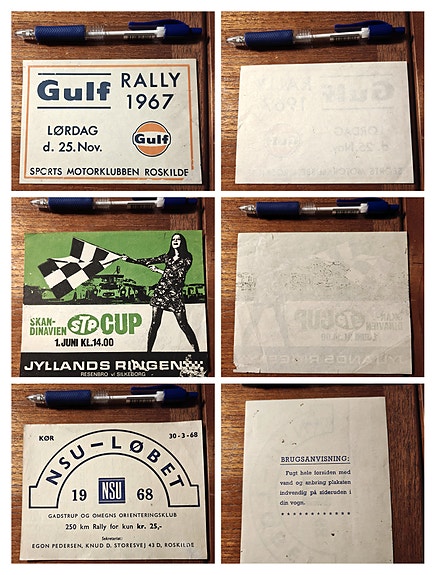 Gulf RALLY
1967
LØRDAG
d. 25. Nov.
Gulf
SPORTS MOTORKLUBBEN ROSKILDE
SKAN-
DINAVIEN STP CUP
1. JUNI KL.14.00
JYLLANDS RINGEN
RESENBRO v/ SILKEBORG
KØR 30-3-68
NSU-LØBET
19 NSU 68
GADSTRUP OG OMEGNS ORIENTERINGSKLUB
250 km Rally for kun kr. 25,-
Sekretariat:
EGON PEDERSEN, KNUD D. STORESVEJ 43 D, ROSKILDE
BRUGSANVISNING:
Fugt hele forsiden med
vand og anbring plakaten
indvendig på sideruden i
din vogn.